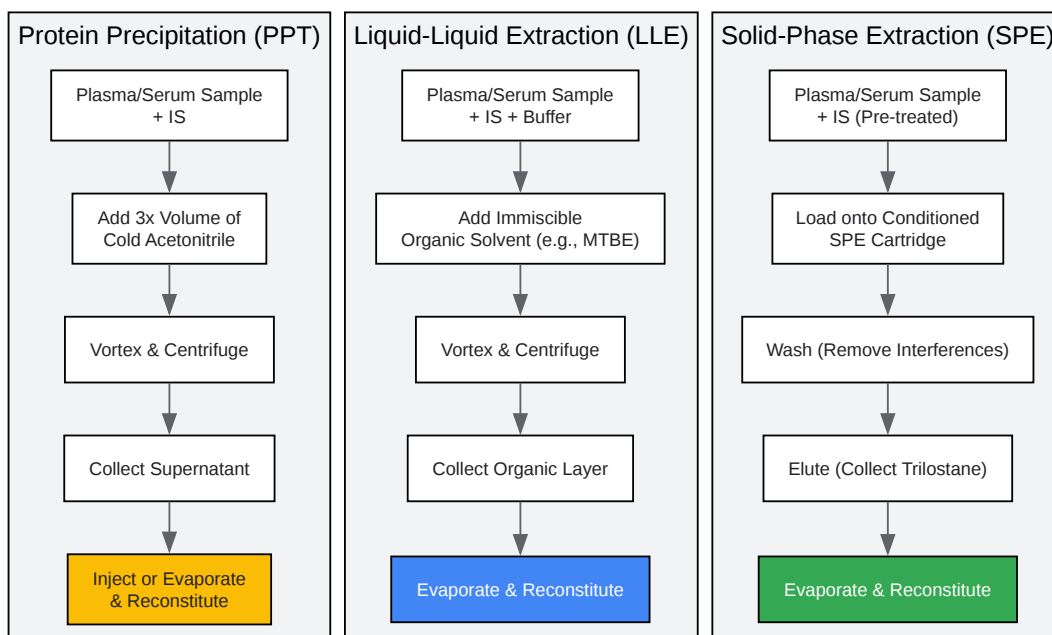 Protein Precipitation (PPT)
Plasma/Serum Sample
+ IS
Add 3x Volume of
Cold Acetonitrile
Vortex & Centrifuge
Collect Supernatant
Inject or Evaporate
& Reconstitute
Liquid-Liquid Extraction (LLE)
Plasma/Serum Sample
+ IS + Buffer
Add Immiscible
Organic Solvent (e.g., MTBE)
Vortex & Centrifuge
Collect Organic Layer
Evaporate & Reconstitute
Solid-Phase Extraction (SPE)
Plasma/Serum Sample
+ IS (Pre-treated)
Load onto Conditioned
SPE Cartridge
Wash (Remove Interferences)
Elute (Collect Trilostane)
Evaporate & Reconstitute